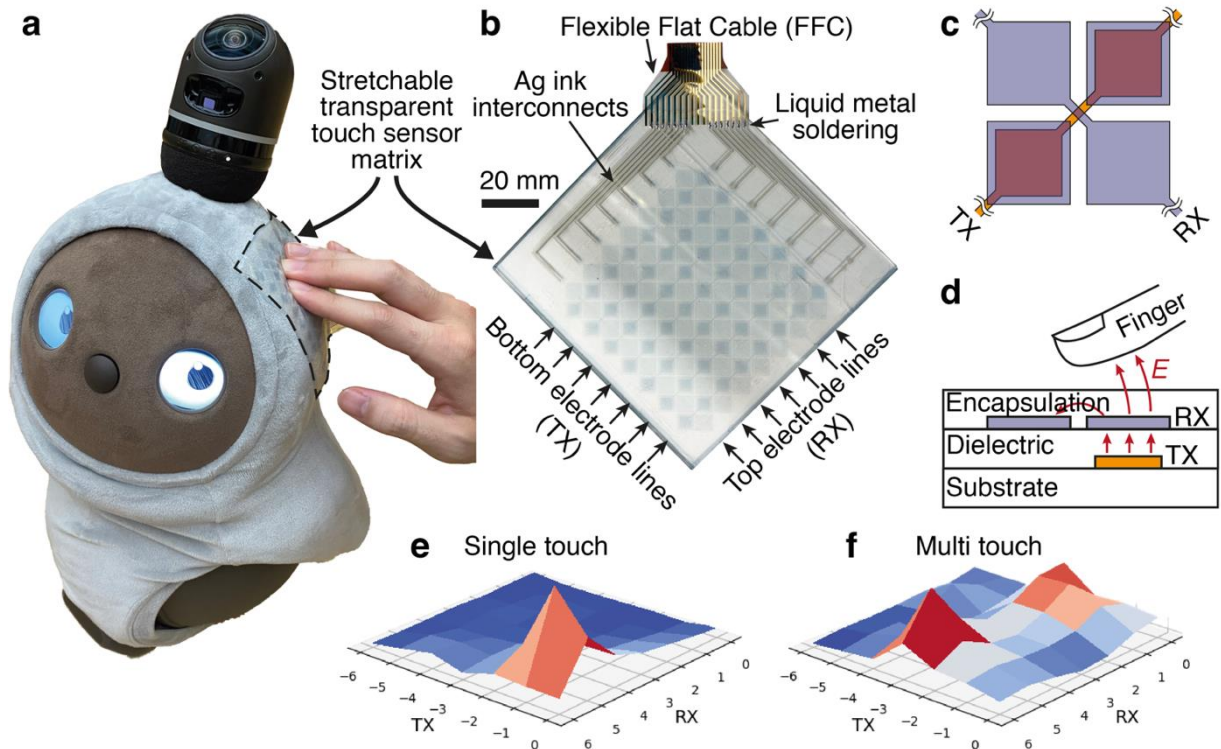 a
Stretchable
transparent
touch sensor
matrix
b
Flexible Flat Cable (FFC)
Ag ink
interconnects
Liquid metal
soldering
20 mm
Bottom electrode lines
(TX)
Top electrode lines
(RX)
c
TX
RX
d
Finger
E
Encapsulation
RX
Dielectric
TX
Substrate
e Single touch
−6
−5
−4
−3
−2
−1
0
TX
6
5
4
3
2
1
0
RX
f Multi touch
−6
−5
−4
−3
−2
−1
0
TX
6
5
4
3
2
1
0
RX